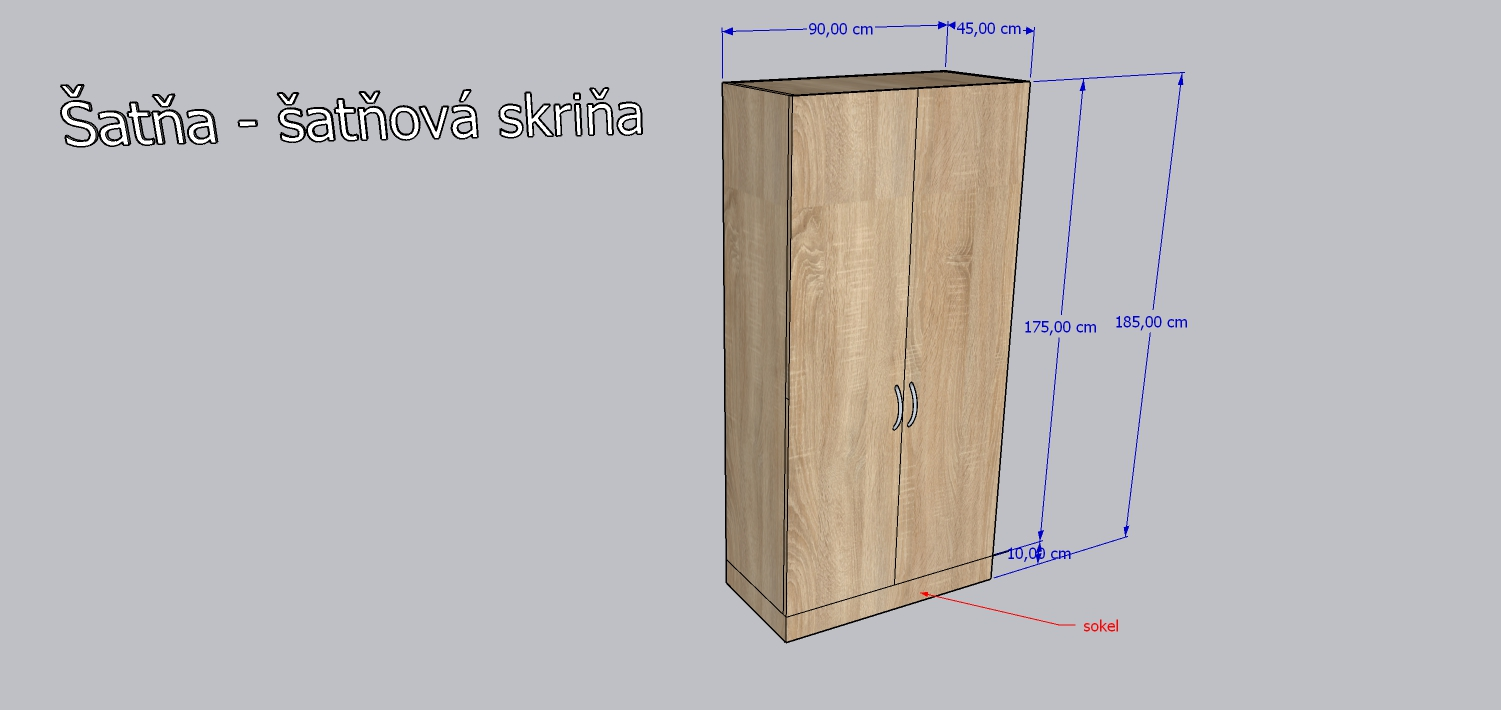 90,00 cm
45,00 cm
Šatňa - šatňová skriňa
175,00 cm
185,00 cm
10,00 cm
sokel